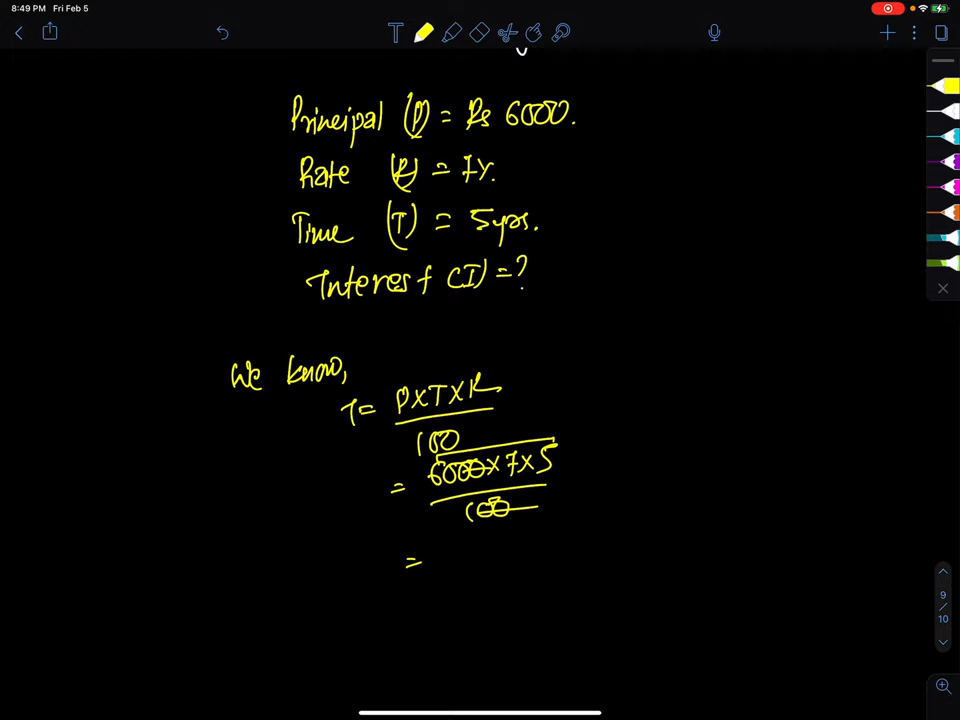 8:49 PM Fri Feb 5
Principal (P) = Rs 6000.
Rate (R) = 7%.
Time (T) = 5yrs.
Interest (I) = ?
We know,
I = P×T×R
100
= 6000×7×5
100
=
9
/
10